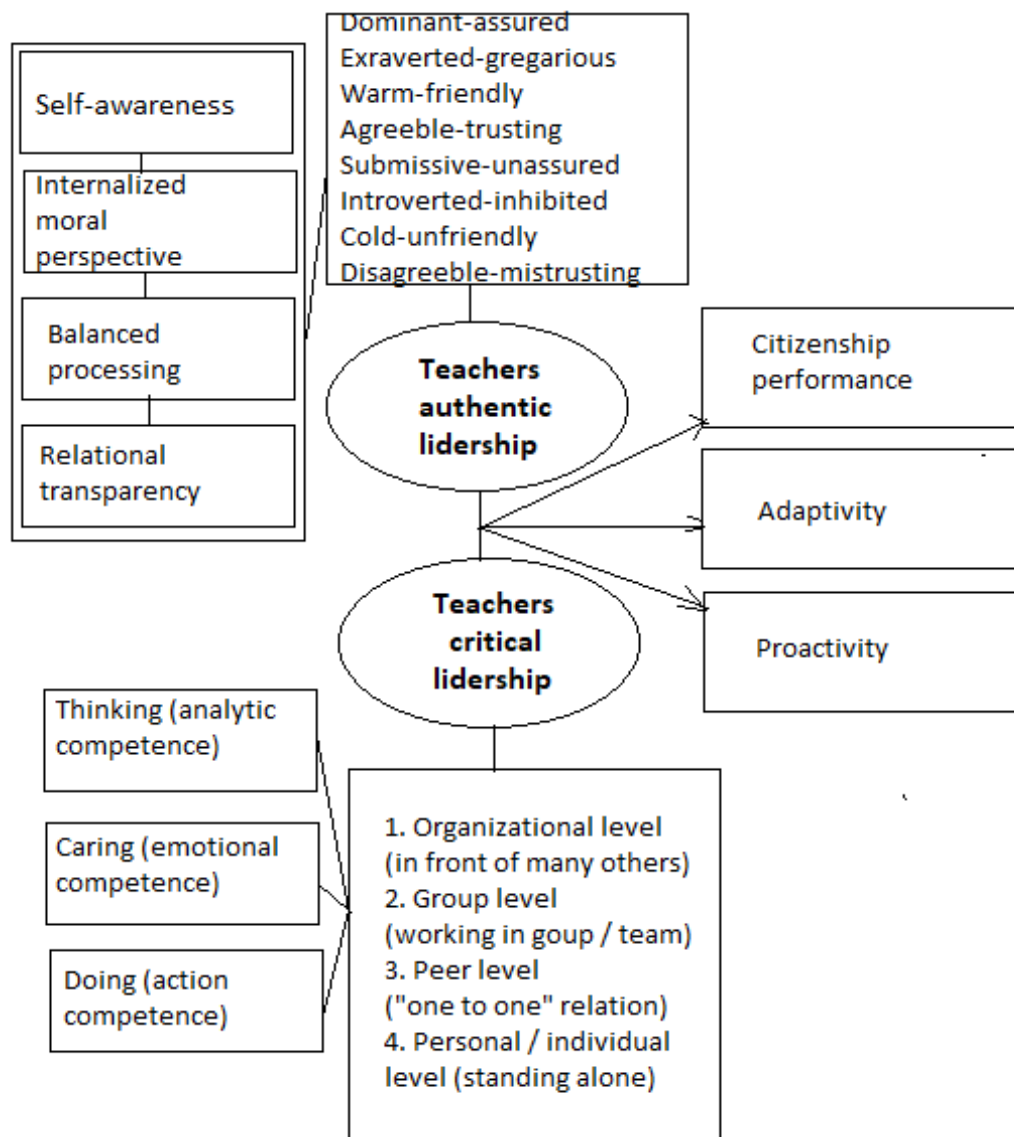 Dominant-assured
Exraverted-gregarious
Warm-friendly
Agreeble-trusting
Submissive-unassured
Introverted-inhibited
Cold-unfriendly
Disagreeble-mistrusting
Self-awareness
Internalized
moral
perspective
Balanced
processing
Relational
transparency
Teachers
authentic
lidership
Citizenship
performance
Adaptivity
Proactivity
Teachers
critical
lidership
Thinking (analytic
competence)
Caring (emotional
competence)
Doing (action
competence)
1. Organizational level
(in front of many others)
2. Group level
(working in goup / team)
3. Peer level
("one to one" relation)
4. Personal / individual
level (standing alone)